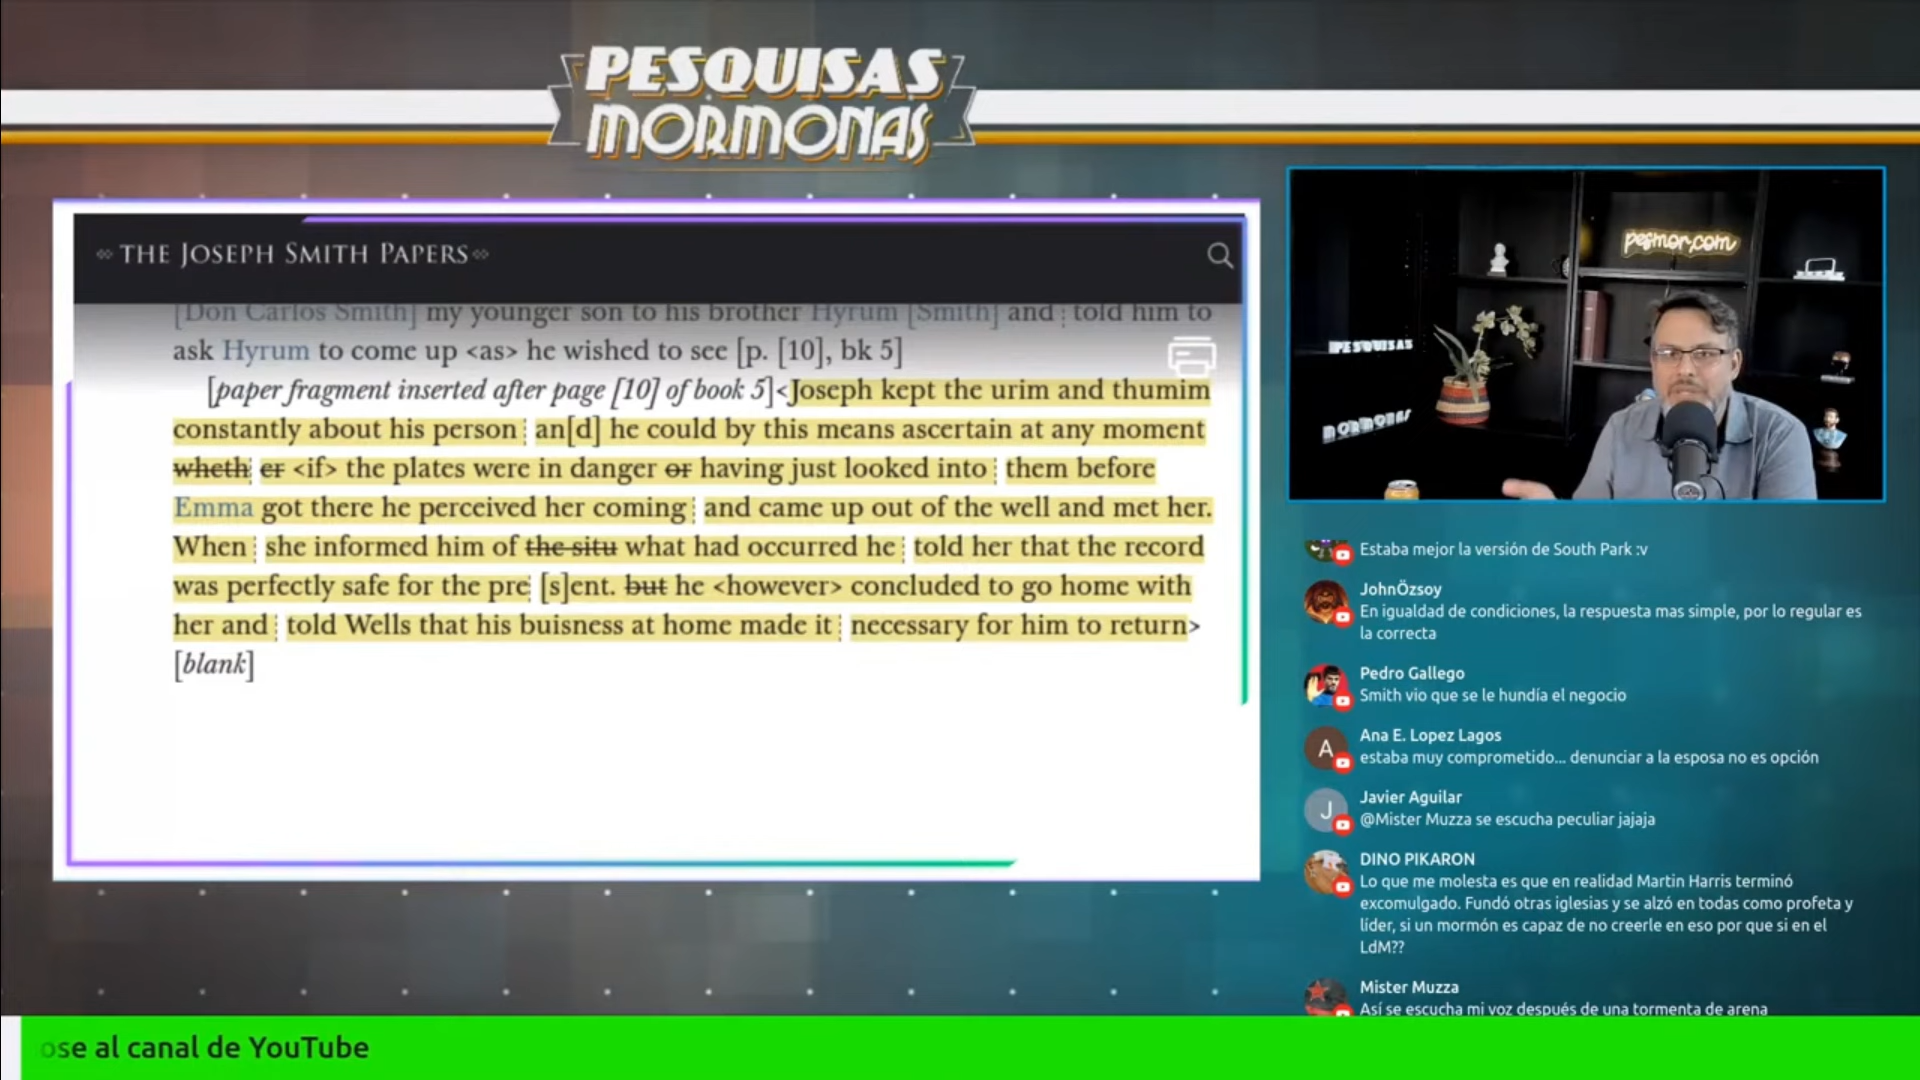 PESQUISAS
MORMONAS
THE JOSEPH SMITH PAPERS
[Don Carlos Smith] my younger son to his brother Hyrum [Smith] and ¦ told him to
ask Hyrum to come up <as> he wished to see [p. [10], bk 5]
[paper fragment inserted after page [10] of book 5]<Joseph kept the urim and thumim
constantly about his person ¦ an[d] he could by this means ascertain at any moment
wheth ¦ er <if> the plates were in danger or having just looked into ¦ them before
Emma got there he perceived her coming ¦ and came up out of the well and met her.
When ¦ she informed him of the situ what had occurred he ¦ told her that the record
was perfectly safe for the pre ¦ [s]ent. but he <however> concluded to go home with
her and ¦ told Wells that his buisness at home made it ¦ necessary for him to return>
[blank]
pesmor.com
PESQUISAS
MORMONAS
Estaba mejor la versión de South Park :v
JohnÖzsoy
En igualdad de condiciones, la respuesta mas simple, por lo regular es
la correcta
Pedro Gallego
Smith vio que se le hundía el negocio
A
Ana E. Lopez Lagos
estaba muy comprometido... denunciar a la esposa no es opción
J
Javier Aguilar
@Mister Muzza se escucha peculiar jajaja
DINO PIKARON
Lo que me molesta es que en realidad Martin Harris terminó
excomulgado. Fundó otras iglesias y se alzó en todas como profeta y
líder, si un mormón es capaz de no creerle en eso por que si en el
LdM??
Mister Muzza
Así se escucha mi voz después de una tormenta de arena
ose al canal de YouTube